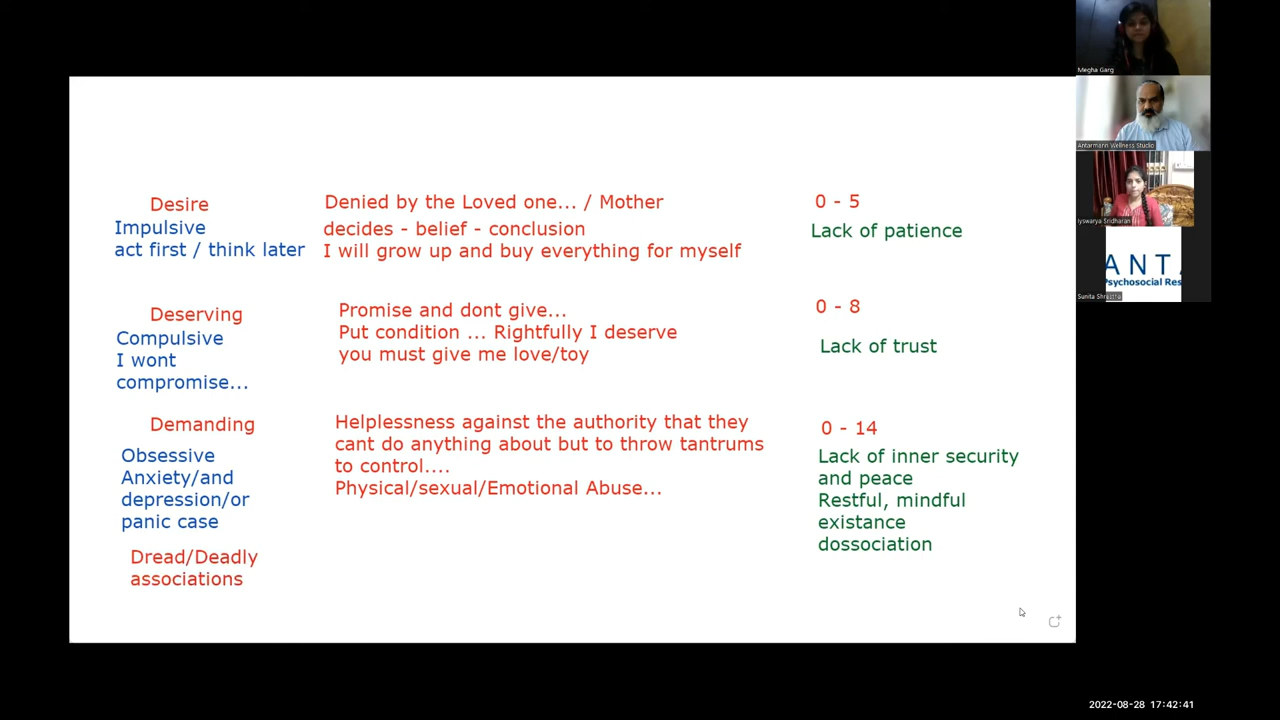 Desire
Denied by the Loved one... / Mother
0 - 5
Impulsive
act first / think later
decides - belief - conclusion
I will grow up and buy everything for myself
Lack of patience
Deserving
Compulsive
I wont
compromise...
Promise and dont give...
Put condition ... Rightfully I deserve
you must give me love/toy
0 - 8
Lack of trust
Demanding
Obsessive
Anxiety/and
depression/or
panic case
Helplessness against the authority that they
cant do anything about but to throw tantrums
to control....
Physical/sexual/Emotional Abuse...
0 - 14
Lack of inner security
and peace
Restful, mindful
existance
dossociation
Dread/Deadly
associations
Megha Garg
Antarmann Wellness Studio
Iyswarya Sridharan
ANTA
Psychosocial Res
Sunita Shrestha
2022-08-28 17:42:41